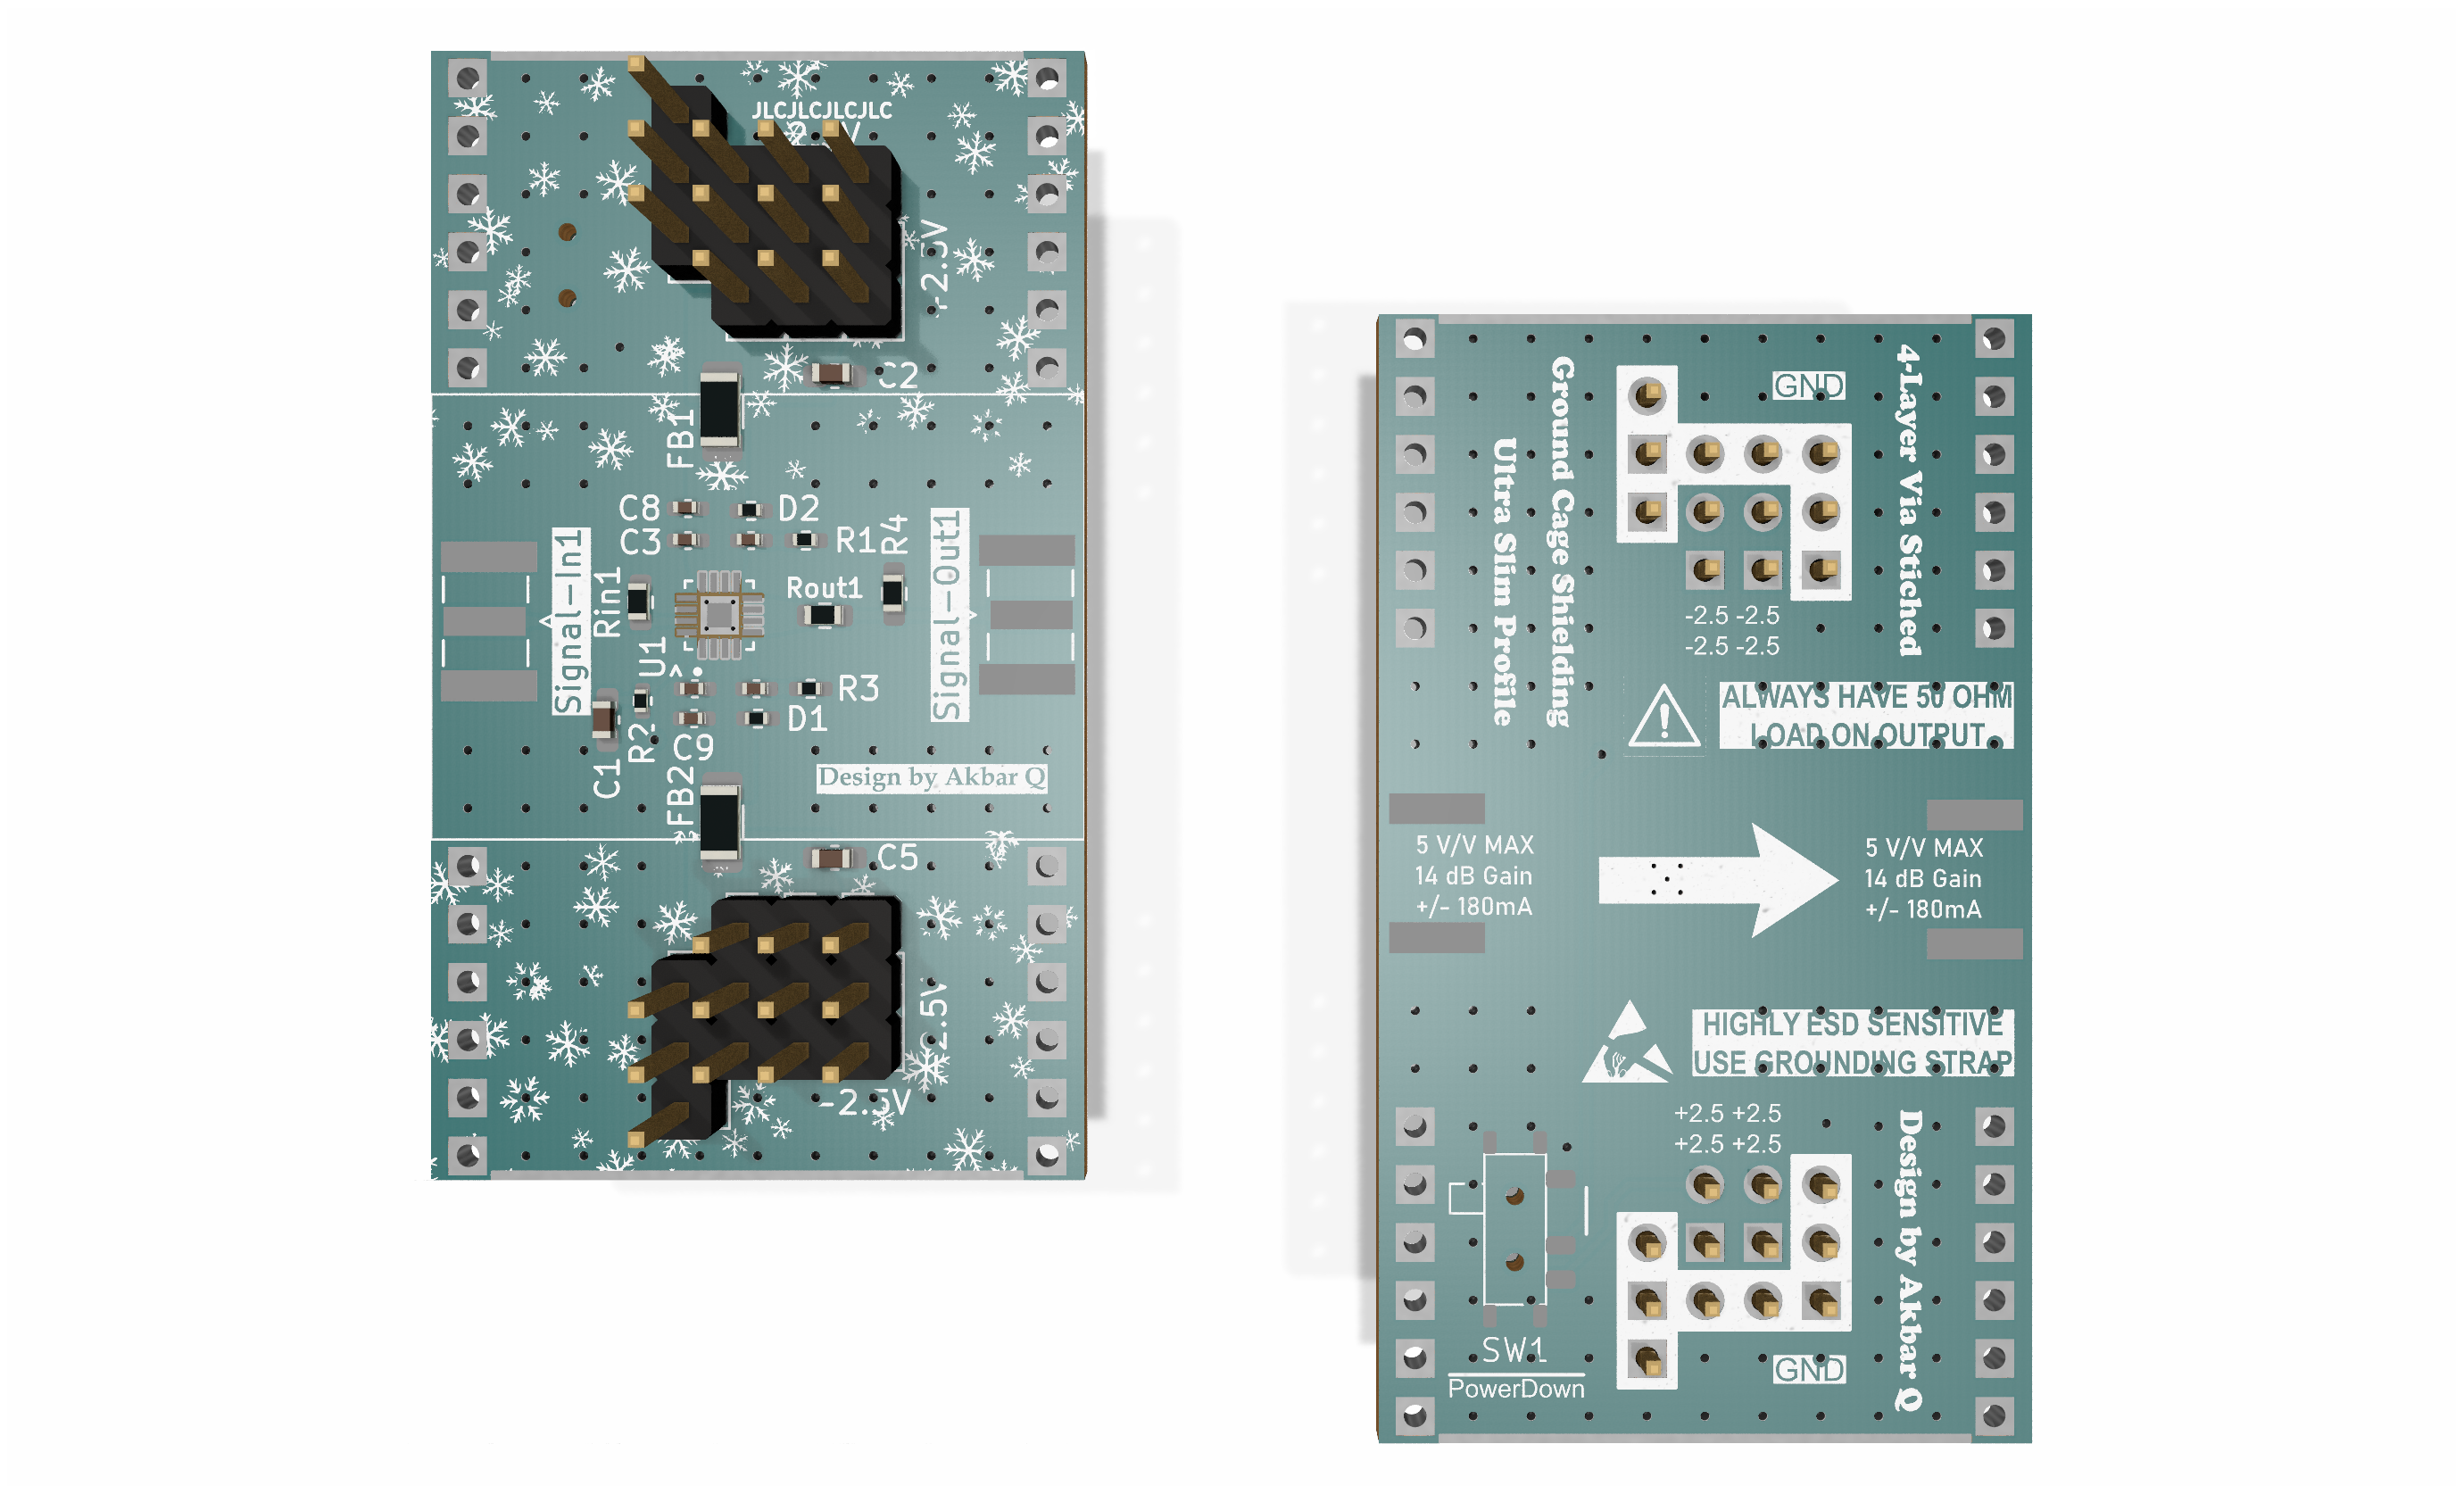 JLCJLCJLCJLC
-2.5V
C2
FB1
C8
D2
C3
R1
R4
Signal-In1
Rin1
Rout1
Signal-Out1
U1
R3
D1
R2
C9
C1
FB2
Design by Akbar Q
C5
2.5V
-2.5V
GND
4-Layer Via Stiched
Ground Cage Shielding
Ultra Slim Profile
-2.5 -2.5
-2.5 -2.5
ALWAYS HAVE 50 OHM
LOAD ON OUTPUT
5 V/V MAX
14 dB Gain
+/- 180mA
5 V/V MAX
14 dB Gain
+/- 180mA
HIGHLY ESD SENSITIVE
USE GROUNDING STRAP
+2.5 +2.5
+2.5 +2.5
Design by Akbar Q
SW1
PowerDown
GND